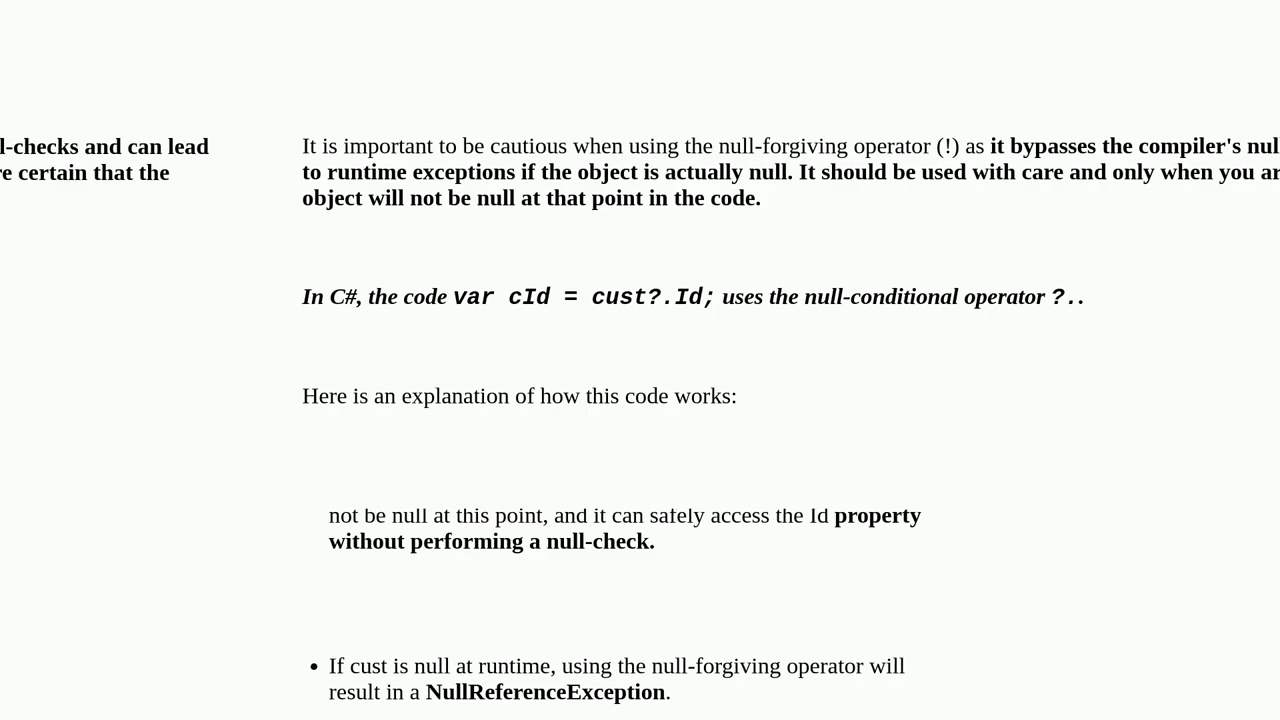 l-checks and can lead
re certain that the
It is important to be cautious when using the null-forgiving operator (!) as it bypasses the compiler's nul
to runtime exceptions if the object is actually null. It should be used with care and only when you ar
object will not be null at that point in the code.
In C#, the code var cId = cust?.Id; uses the null-conditional operator ?..
Here is an explanation of how this code works:
not be null at this point, and it can safely access the Id property
without performing a null-check.
• If cust is null at runtime, using the null-forgiving operator will
result in a NullReferenceException.